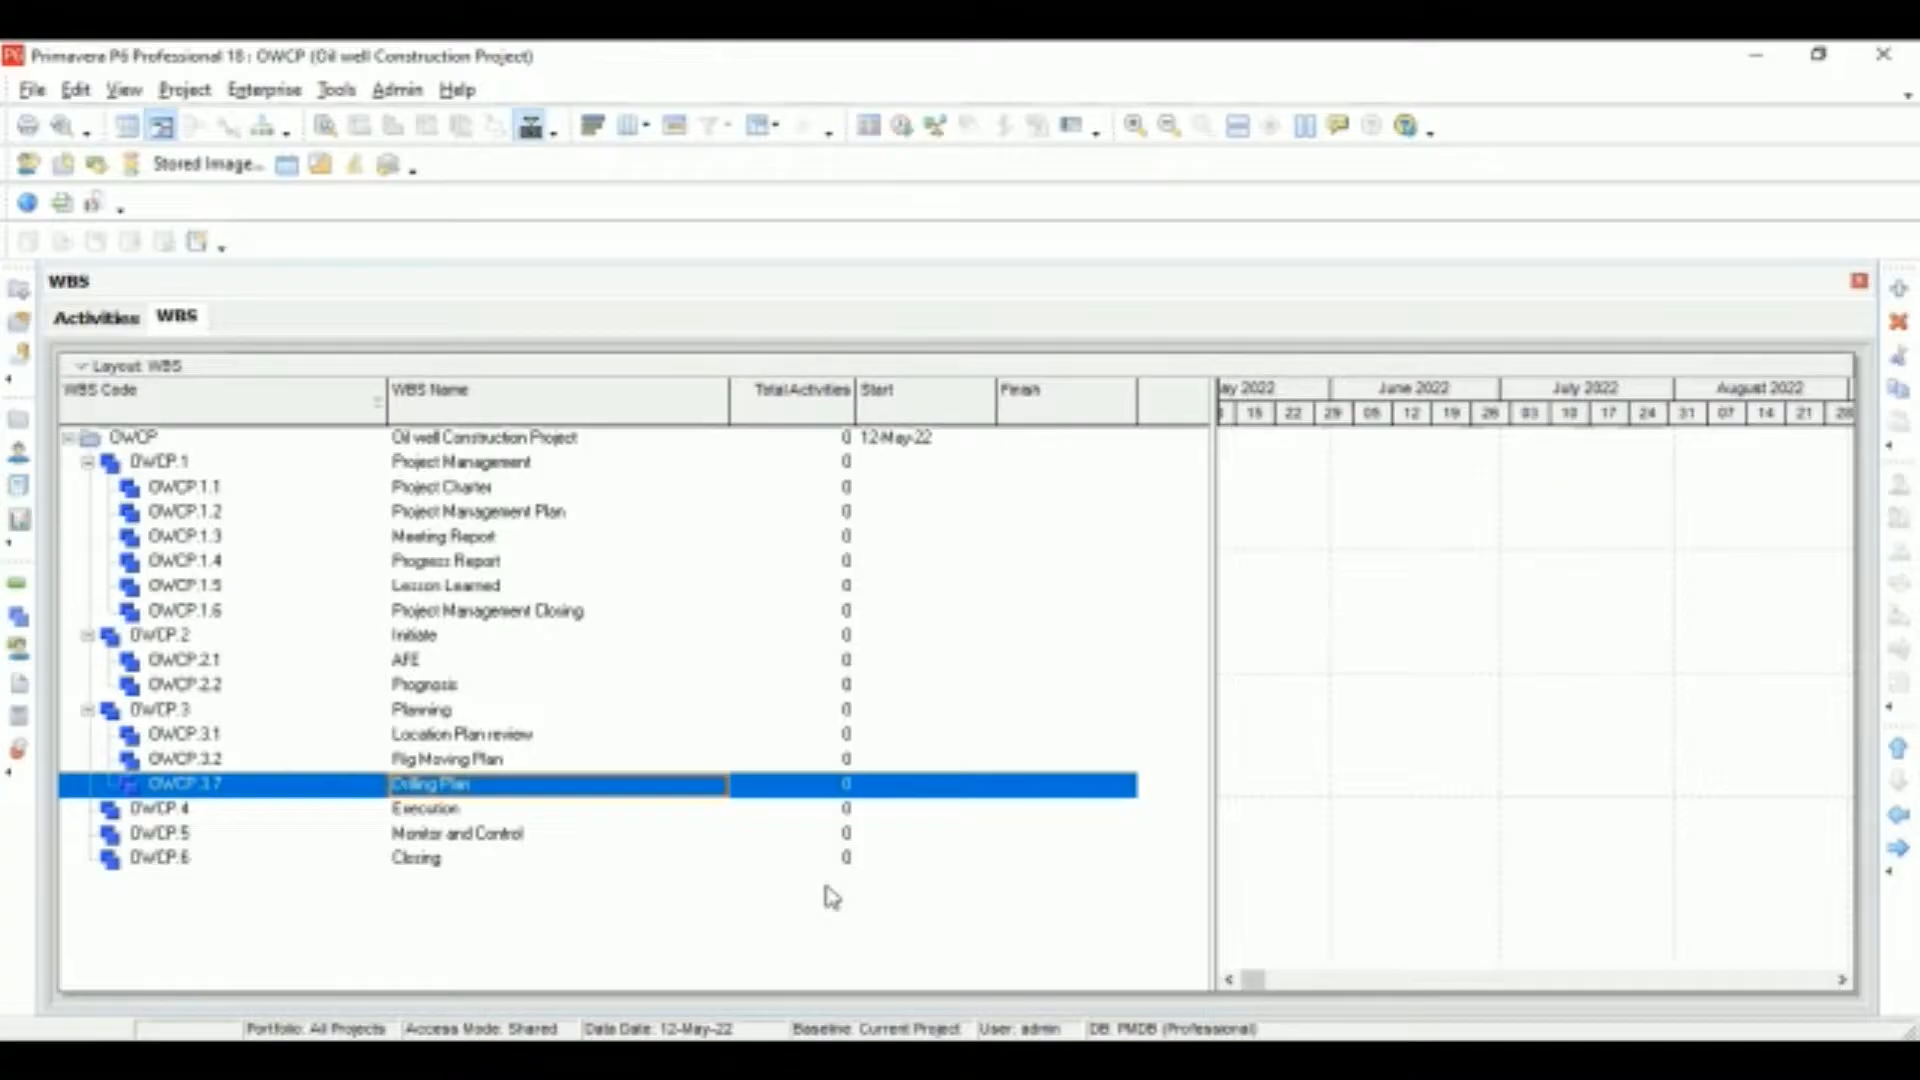 P6 Primavera P6 Professional 18 : OWCP (Oil well Construction Project)
File Edit View Project Enterprise Tools Admin Help
Stored Image...
WBS
Activities WBS
Layout: WBS
WBS Code WBS Name Total Activities Start Finish ay 2022 June 2022 July 2022 August 2022
15 22 29 05 12 19 26 03 10 17 24 31 07 14 21 28
OWCP Oil well Construction Project 0 12-May-22
OWCP.1 Project Management 0
OWCP.1.1 Project Charter 0
OWCP.1.2 Project Management Plan 0
OWCP.1.3 Meeting Report 0
OWCP.1.4 Progress Report 0
OWCP.1.5 Lesson Learned 0
OWCP.1.6 Project Management Closing 0
OWCP.2 Initiate 0
OWCP.2.1 AFE 0
OWCP.2.2 Prognosis 0
OWCP.3 Planning 0
OWCP.3.1 Location Plan review 0
OWCP.3.2 Rig Moving Plan 0
OWCP.3.7 Drilling Plan 0
OWCP.4 Execution 0
OWCP.5 Monitor and Control 0
OWCP.6 Closing 0
Portfolio: All Projects Access Mode: Shared Data Date: 12-May-22 Baseline: Current Project User: admin DB: PMDB (Professional)